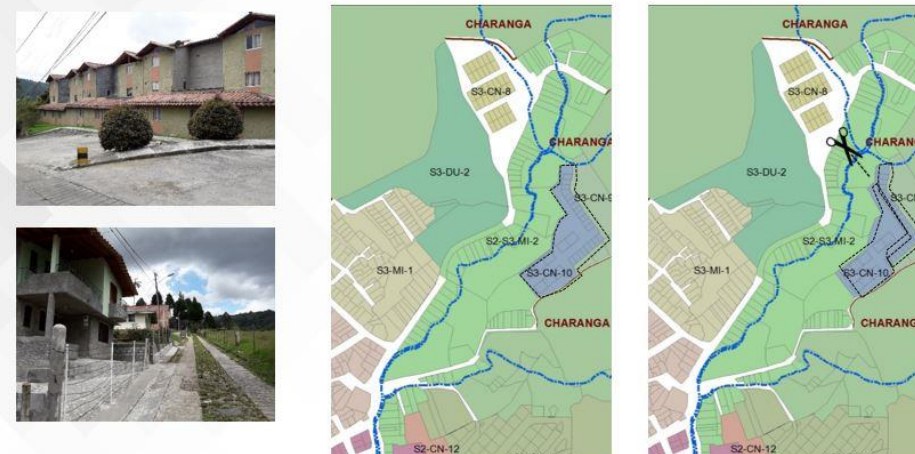 CHARANGA
S3-CN-8
CHARANGA
S3-DU-2
S3-CN-9
S2-S3-MI-2
S3-MI-1
S3-CN-10
CHARANGA
S2-CN-12
CHARANGA
S3-CN-8
CHARANG
S3-DU-2
S3-C
S2-S3-MI-2
S3-MI-1
S3-CN-10
CHARANG
S2-CN-12